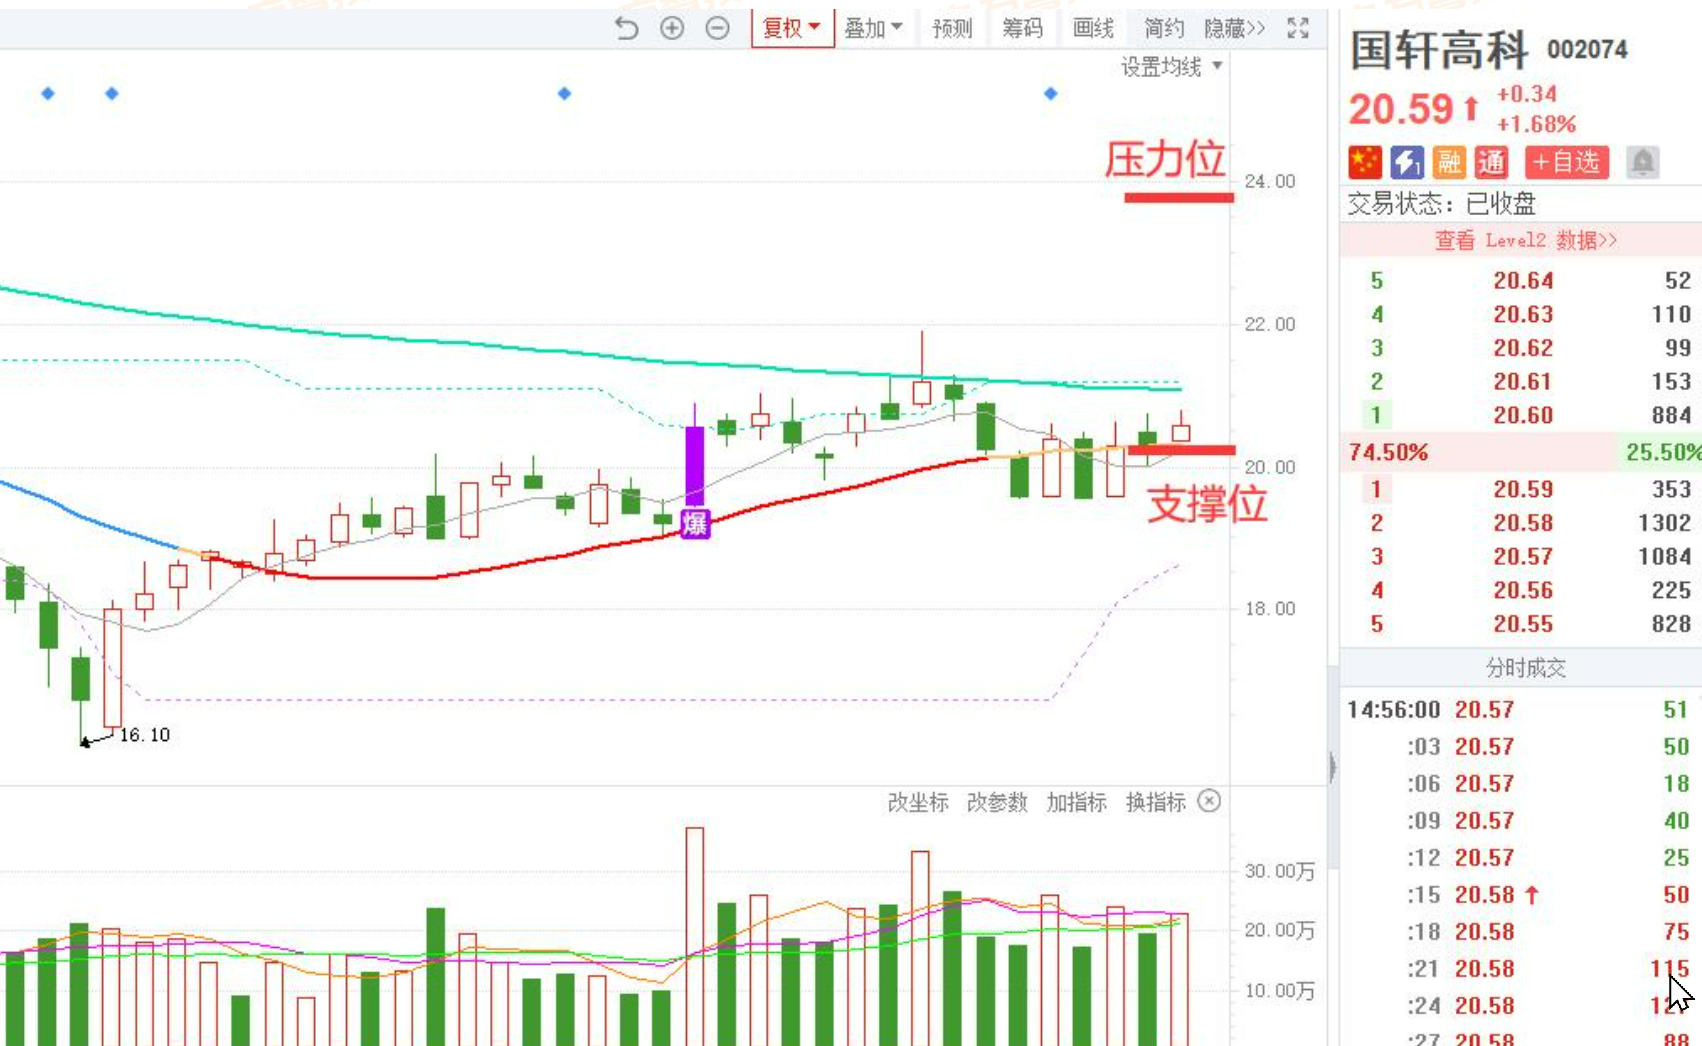 复权 叠加 预测 筹码 画线 简约 隐藏>>
设置均线
压力位
24.00
22.00
20.00
支撑位
爆
18.00
16.10
改坐标 改参数 加指标 换指标
30.00万
20.00万
10.00万
国轩高科 002074
20.59↑ +0.34
+1.68%
1 融 通 +自选
交易状态：已收盘
查看 Level2 数据>>
5 20.64 52
4 20.63 110
3 20.62 99
2 20.61 153
1 20.60 884
74.50% 25.50%
1 20.59 353
2 20.58 1302
3 20.57 1084
4 20.56 225
5 20.55 828
分时成交
14:56:00 20.57 51
:03 20.57 50
:06 20.57 18
:09 20.57 40
:12 20.57 25
:15 20.58↑ 50
:18 20.58 75
:21 20.58 115
:24 20.58
:27 20.58 88